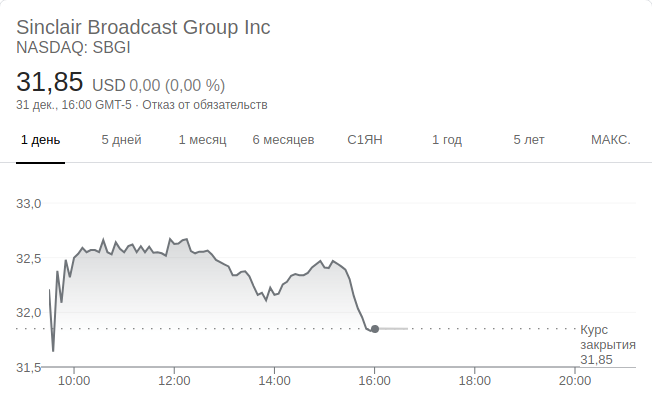 Sinclair Broadcast Group Inc
NASDAQ: SBGI
31,85 USD 0,00 (0,00 %)
31 дек., 16:00 GMT-5 · Отказ от обязательств
1 день 5 дней 1 месяц 6 месяцев С1ЯН 1 год 5 лет МАКС.
33,0
32,5
32,0
31,5
Курс
закрытия
31,85
10:00 12:00 14:00 16:00 18:00 20:00